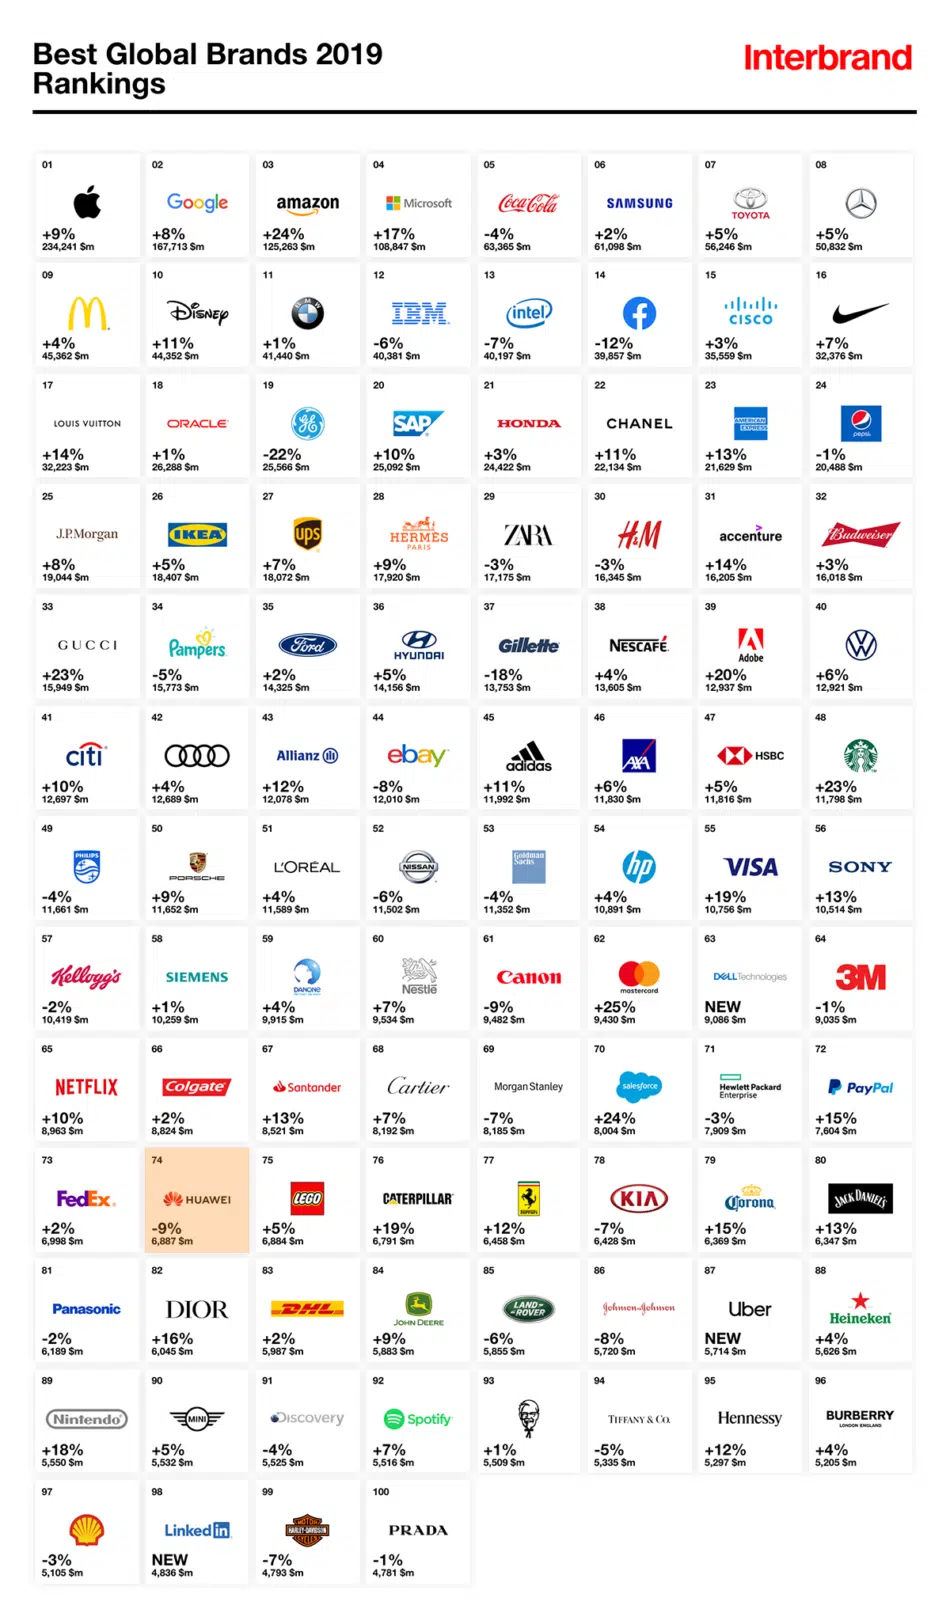 Best Global Brands 2019
Rankings
Interbrand
01 02 03 04 05 06 07 08
Google amazon Microsoft Coca-Cola SAMSUNG TOYOTA
+9% +8% +24% +17% -4% +2% +5% +5%
234,241 $m 167,713 $m 125,263 $m 108,847 $m 63,365 $m 61,098 $m 56,246 $m 50,832 $m
09 10 11 12 13 14 15 16
Disney BMW IBM intel CISCO
+4% +11% +1% -6% -7% -12% +3% +7%
45,362 $m 44,352 $m 41,440 $m 40,381 $m 40,197 $m 39,857 $m 35,559 $m 32,376 $m
17 18 19 20 21 22 23 24
LOUIS VUITTON ORACLE GE SAP HONDA CHANEL AMERICAN EXPRESS pepsi
+14% +1% -22% +10% +3% +11% +13% -1%
32,223 $m 26,288 $m 25,566 $m 25,092 $m 24,422 $m 22,134 $m 21,629 $m 20,488 $m
25 26 27 28 29 30 31 32
J.P.Morgan IKEA ups HERMÈS PARIS ZARA H&M accenture Budweiser
+8% +5% +7% +9% -3% -3% +14% +3%
19,044 $m 18,407 $m 18,072 $m 17,920 $m 17,175 $m 16,345 $m 16,205 $m 16,018 $m
33 34 35 36 37 38 39 40
GUCCI Pampers Ford HYUNDAI Gillette NESCAFÉ Adobe
+23% -5% +2% +5% -18% +4% +20% +6%
15,949 $m 15,773 $m 14,325 $m 14,156 $m 13,753 $m 13,605 $m 12,937 $m 12,921 $m
41 42 43 44 45 46 47 48
citi Allianz ebay adidas AXA HSBC
+10% +4% +12% -8% +11% +6% +5% +23%
12,697 $m 12,689 $m 12,078 $m 12,010 $m 11,992 $m 11,830 $m 11,816 $m 11,798 $m
49 50 51 52 53 54 55 56
PHILIPS PORSCHE L'ORÉAL NISSAN Goldman Sachs hp VISA SONY
-4% +9% +4% -6% -4% +4% +19% +13%
11,661 $m 11,652 $m 11,589 $m 11,502 $m 11,352 $m 10,891 $m 10,756 $m 10,514 $m
57 58 59 60 61 62 63 64
Kellogg's SIEMENS DANONE Nestlé Canon mastercard DELLTechnologies 3M
-2% +1% +4% +7% -9% +25% NEW -1%
10,419 $m 10,259 $m 9,915 $m 9,534 $m 9,482 $m 9,430 $m 9,086 $m 9,035 $m
65 66 67 68 69 70 71 72
NETFLIX Colgate Santander Cartier Morgan Stanley salesforce Hewlett Packard Enterprise PayPal
+10% +2% +13% +7% -7% +24% -3% +15%
8,963 $m 8,824 $m 8,521 $m 8,192 $m 8,185 $m 8,004 $m 7,909 $m 7,604 $m
73 74 75 76 77 78 79 80
FedEx HUAWEI LEGO CATERPILLAR Ferrari KIA Corona JACK DANIEL'S
+2% -9% +5% +19% +12% -7% +15% +13%
6,998 $m 6,887 $m 6,884 $m 6,791 $m 6,458 $m 6,428 $m 6,369 $m 6,347 $m
81 82 83 84 85 86 87 88
Panasonic DIOR DHL JOHN DEERE LAND-ROVER Johnson&Johnson Uber Heineken
-2% +16% +2% +9% -6% -8% NEW +4%
6,189 $m 6,045 $m 5,987 $m 5,883 $m 5,855 $m 5,720 $m 5,714 $m 5,626 $m
89 90 91 92 93 94 95 96
Nintendo MINI Discovery Spotify TIFFANY & CO. Hennessy BURBERRY LONDON ENGLAND
+18% +5% -4% +7% +1% -5% +12% +4%
5,550 $m 5,532 $m 5,525 $m 5,516 $m 5,509 $m 5,335 $m 5,297 $m 5,205 $m
97 98 99 100
LinkedIn MOTOR HARLEY-DAVIDSON CYCLES PRADA
-3% NEW -7% -1%
5,105 $m 4,836 $m 4,793 $m 4,781 $m